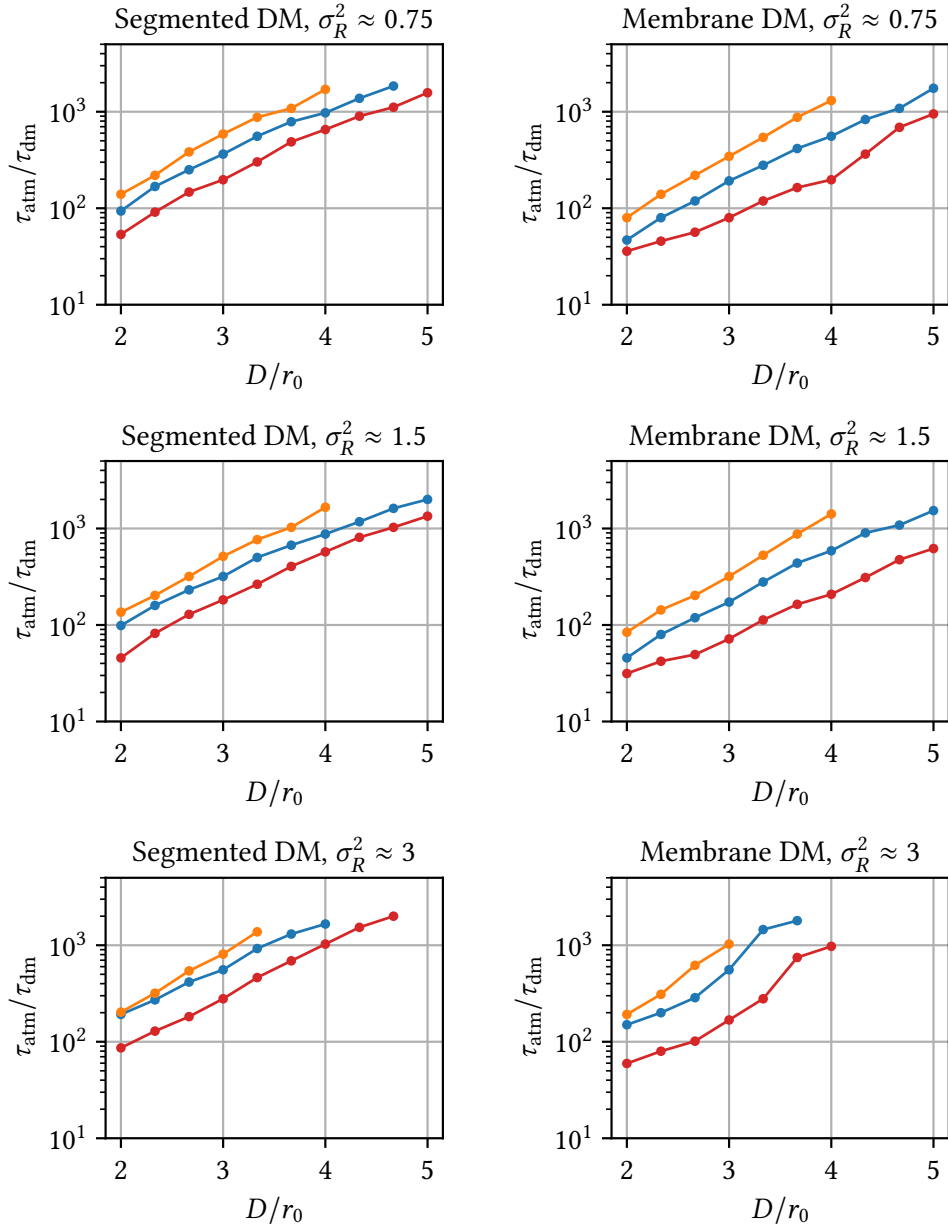 Segmented DM, σ_R^2 ≈ 0.75
τ_atm/τ_dm
10^3
10^2
10^1
2 3 4 5
D/r_0
Membrane DM, σ_R^2 ≈ 0.75
τ_atm/τ_dm
10^3
10^2
10^1
2 3 4 5
D/r_0
Segmented DM, σ_R^2 ≈ 1.5
τ_atm/τ_dm
10^3
10^2
10^1
2 3 4 5
D/r_0
Membrane DM, σ_R^2 ≈ 1.5
τ_atm/τ_dm
10^3
10^2
10^1
2 3 4 5
D/r_0
Segmented DM, σ_R^2 ≈ 3
τ_atm/τ_dm
10^3
10^2
10^1
2 3 4 5
D/r_0
Membrane DM, σ_R^2 ≈ 3
τ_atm/τ_dm
10^3
10^2
10^1
2 3 4 5
D/r_0